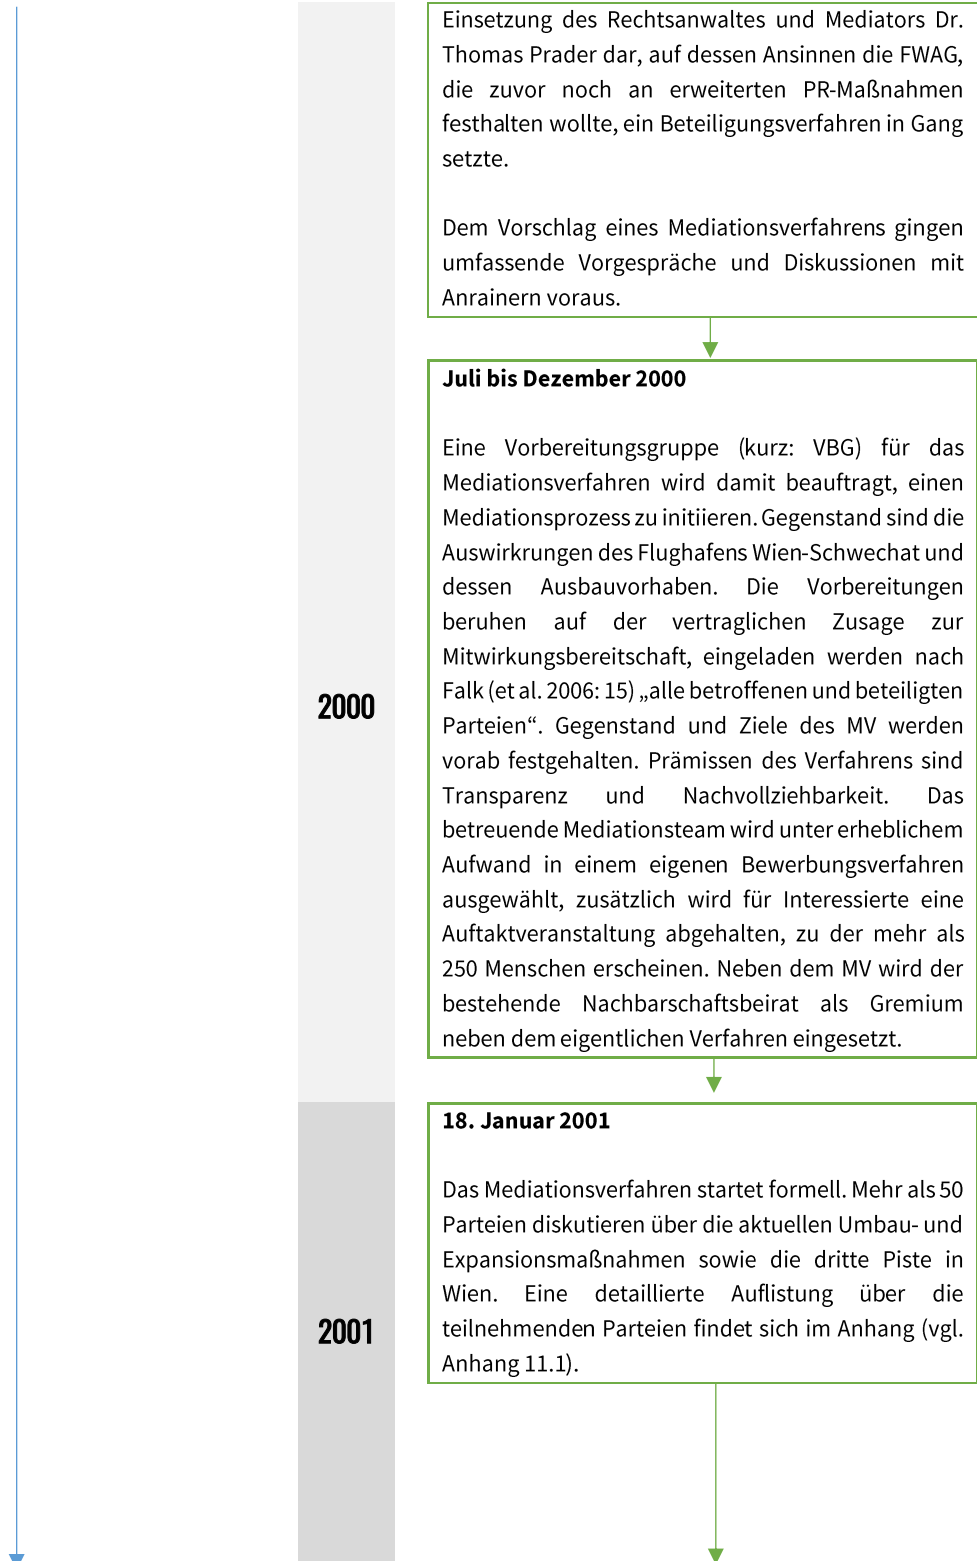 Einsetzung des Rechtsanwaltes und Mediators Dr.
Thomas Prader dar, auf dessen Ansinnen die FWAG,
die zuvor noch an erweiterten PR-Maßnahmen
festhalten wollte, ein Beteiligungsverfahren in Gang
setzte.
Dem Vorschlag eines Mediationsverfahrens gingen
umfassende Vorgespräche und Diskussionen mit
Anrainern voraus.
2000
Juli bis Dezember 2000
Eine Vorbereitungsgruppe (kurz: VBG) für das
Mediationsverfahren wird damit beauftragt, einen
Mediationsprozess zu initiieren. Gegenstand sind die
Auswirkungen des Flughafens Wien-Schwechat und
dessen Ausbauvorhaben. Die Vorbereitungen
beruhen auf der vertraglichen Zusage zur
Mitwirkungsbereitschaft, eingeladen werden nach
Falk (et al. 2006: 15) „alle betroffenen und beteiligten
Parteien“. Gegenstand und Ziele des MV werden
vorab festgehalten. Prämissen des Verfahrens sind
Transparenz und Nachvollziehbarkeit. Das
betreuende Mediationsteam wird unter erheblichem
Aufwand in einem eigenen Bewerbungsverfahren
ausgewählt, zusätzlich wird für Interessierte eine
Auftaktveranstaltung abgehalten, zu der mehr als
250 Menschen erscheinen. Neben dem MV wird der
bestehende Nachbarschaftsbeirat als Gremium
neben dem eigentlichen Verfahren eingesetzt.
2001
18. Januar 2001
Das Mediationsverfahren startet formell. Mehr als 50
Parteien diskutieren über die aktuellen Umbau- und
Expansionsmaßnahmen sowie die dritte Piste in
Wien. Eine detaillierte Auflistung über die
teilnehmenden Parteien findet sich im Anhang (vgl.
Anhang 11.1).